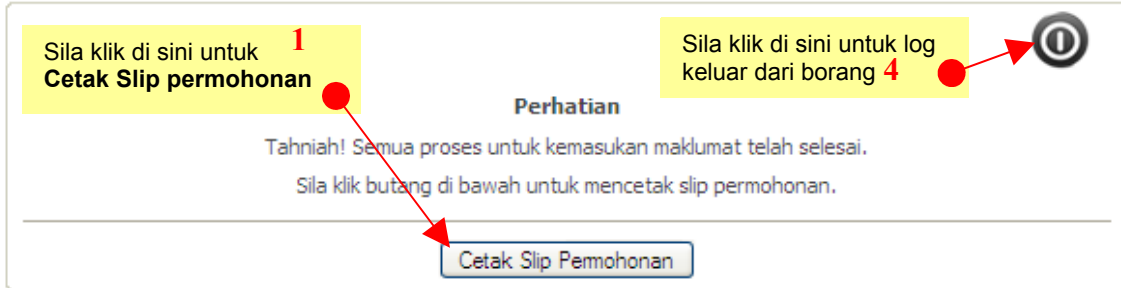 Sila klik di sini untuk 1
Cetak Slip permohonan
Sila klik di sini untuk log
keluar dari borang 4
Perhatian
Tahniah! Semua proses untuk kemasukan maklumat telah selesai.
Sila klik butang di bawah untuk mencetak slip permohonan.
Cetak Slip Permohonan